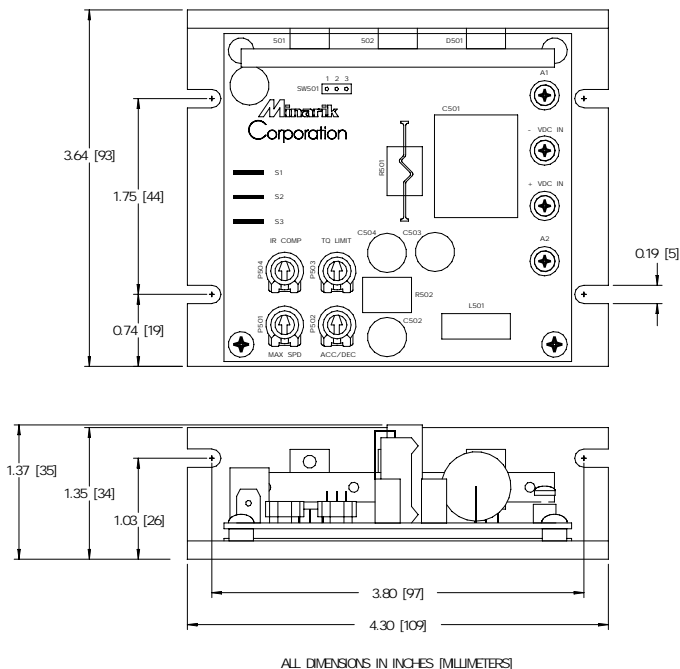 501 502 D501
3.64 [93]
1 2 3
SW501
A1
Minarik
Corporation
C501
- VDC IN
1.75 [44]
R501
S1
+ VDC IN
S2
S3
C504 C503
A2
IR COMP TQ LIMIT
0.19 [5]
P504 P503
R502
0.74 [19]
L501
P501 P502
C502
MAX SPD ACC/DEC
1.37 [35]
1.35 [34]
1.03 [26]
3.80 [97]
4.30 [109]
ALL DIMENSIONS IN INCHES [MILLIMETERS]